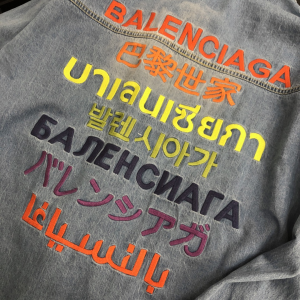 BALENCIAGA
巴黎世家
บาเลนเซียกา
발렌시아가
БАЛЕНСИАГА
バレンシアガ
بالنسياغا